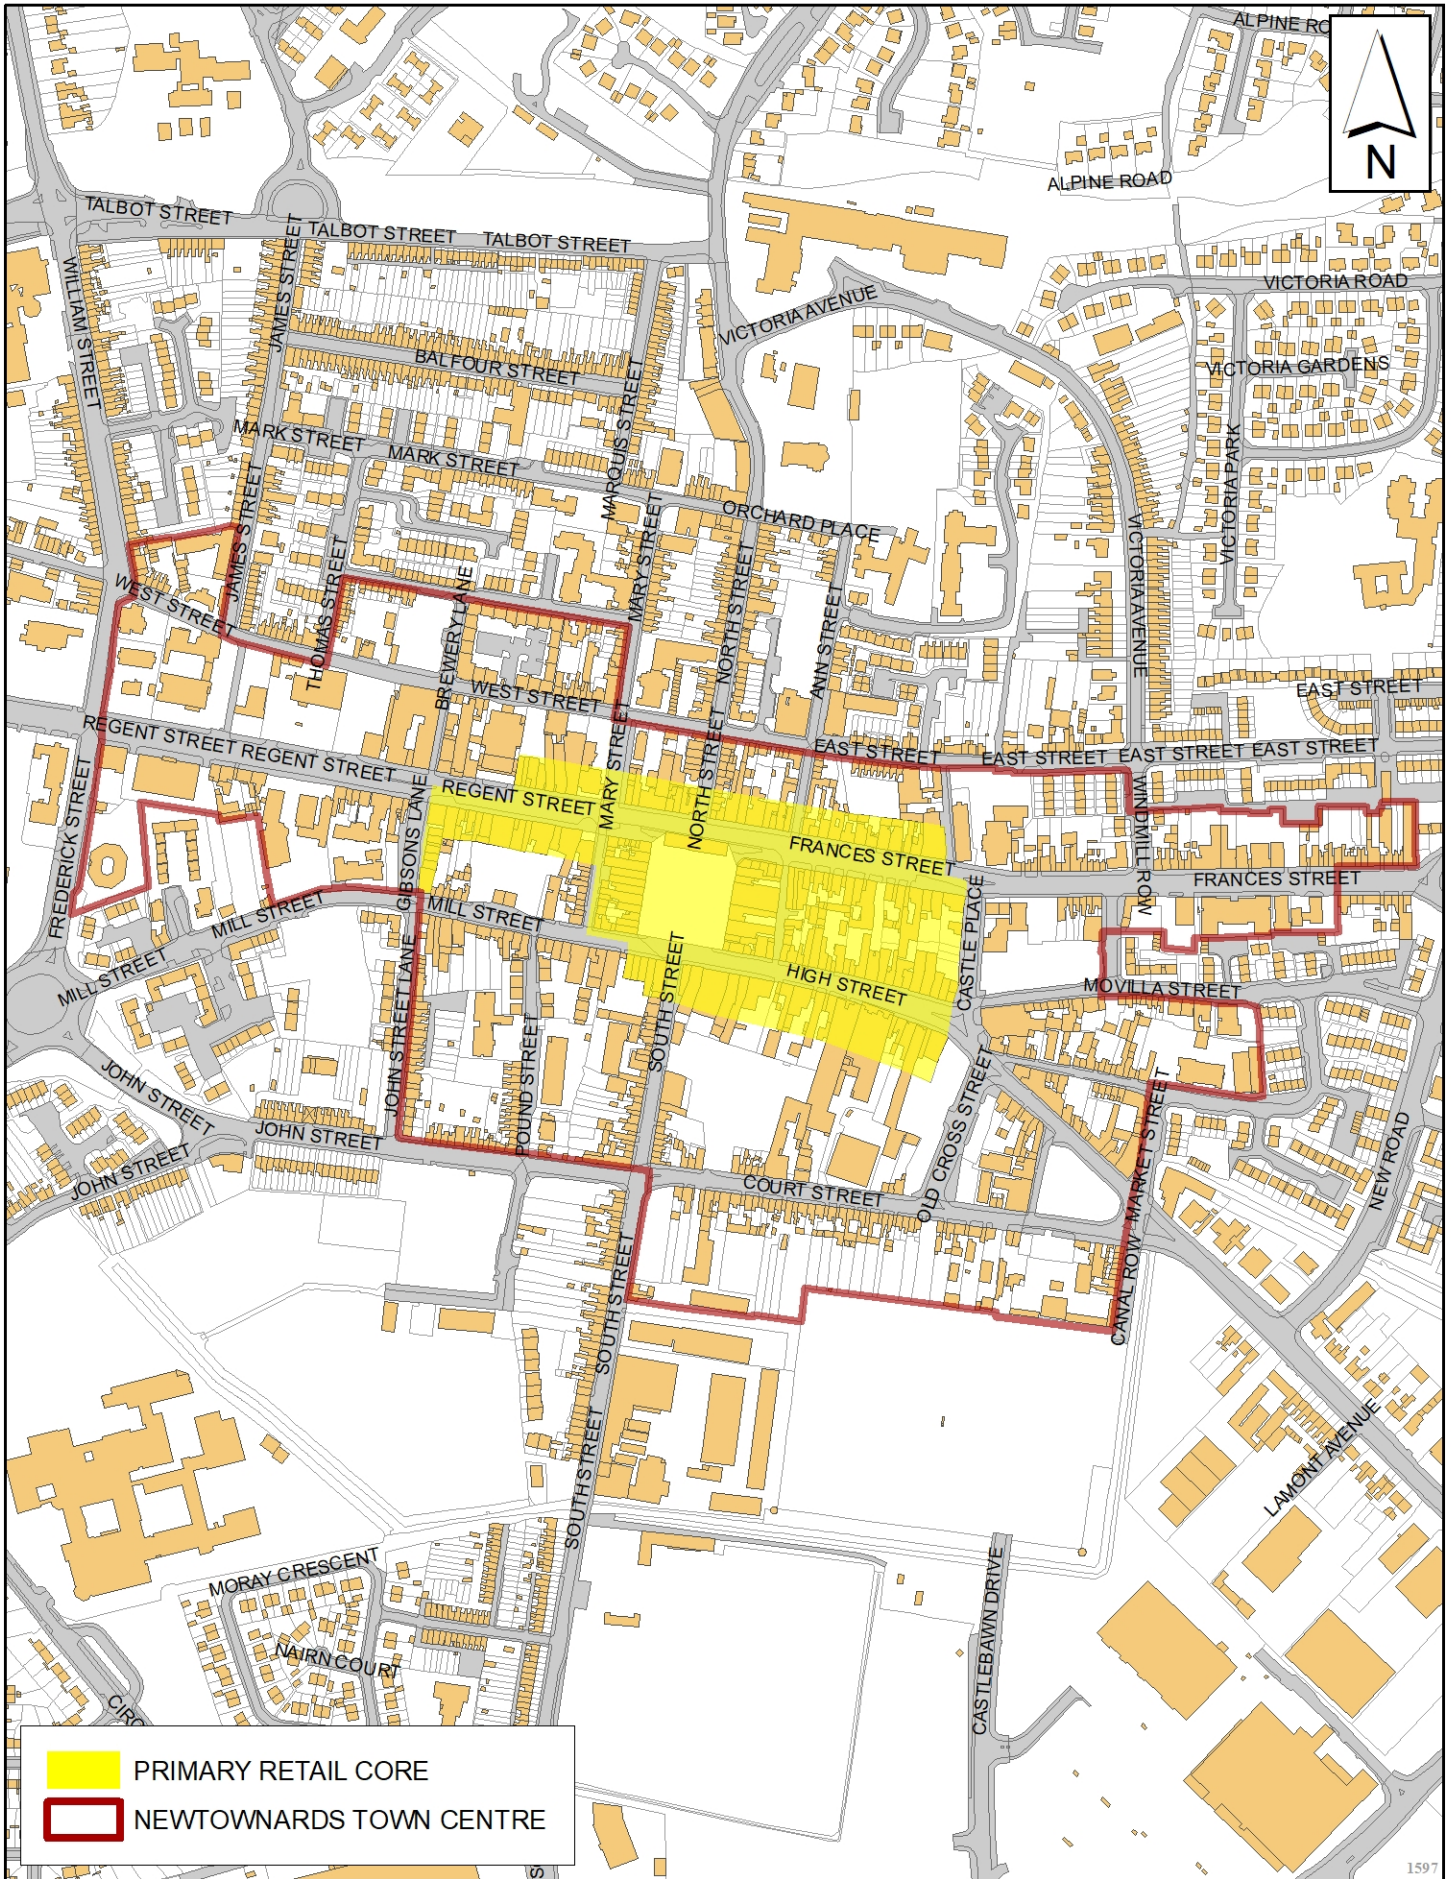 ALPINE RO
N
ALPINE ROAD
TALBOT STREET
TALBOT STREET
TALBOT STREET
WILLIAM STREET
JAMES STREET
VICTORIA ROAD
VICTORIA AVENUE
BALFOUR STREET
VICTORIA GARDENS
MARQUIS STREET
MARK STREET
MARK STREET
VICTORIA PARK
ORCHARD PLACE
JAMES STREET
MARY STREET
NORTH STREET
VICTORIA AVENUE
WEST STREET
THOMAS STREET
BREWERY LANE
ANN STREET
WEST STREET
EAST STREET
REGENT STREET
REGENT STREET
MARY STREET
NORTH STREET
EAST STREET
EAST STREET
EAST STREET
EAST STREET
REGENT STREET
WINDMILL ROW
FREDERICK STREET
GIBSONS LANE
FRANCES STREET
FRANCES STREET
MILL STREET
MILL STREET
CASTLE PLACE
MILL STREET
SOUTH STREET
HIGH STREET
MOVILLA STREET
JOHN STREET LANE
POUND STREET
JOHN STREET
JOHN STREET
JOHN STREET
OLD CROSS STREET
MARKET STREET
NEW ROAD
COURT STREET
CANAL ROW
SOUTH STREET
SOUTH STREET
LAMONT AVENUE
MORAY CRESCENT
NAIRN COURT
CASTLEBAWN DRIVE
CIRC
S
PRIMARY RETAIL CORE
NEWTOWNARDS TOWN CENTRE
1597